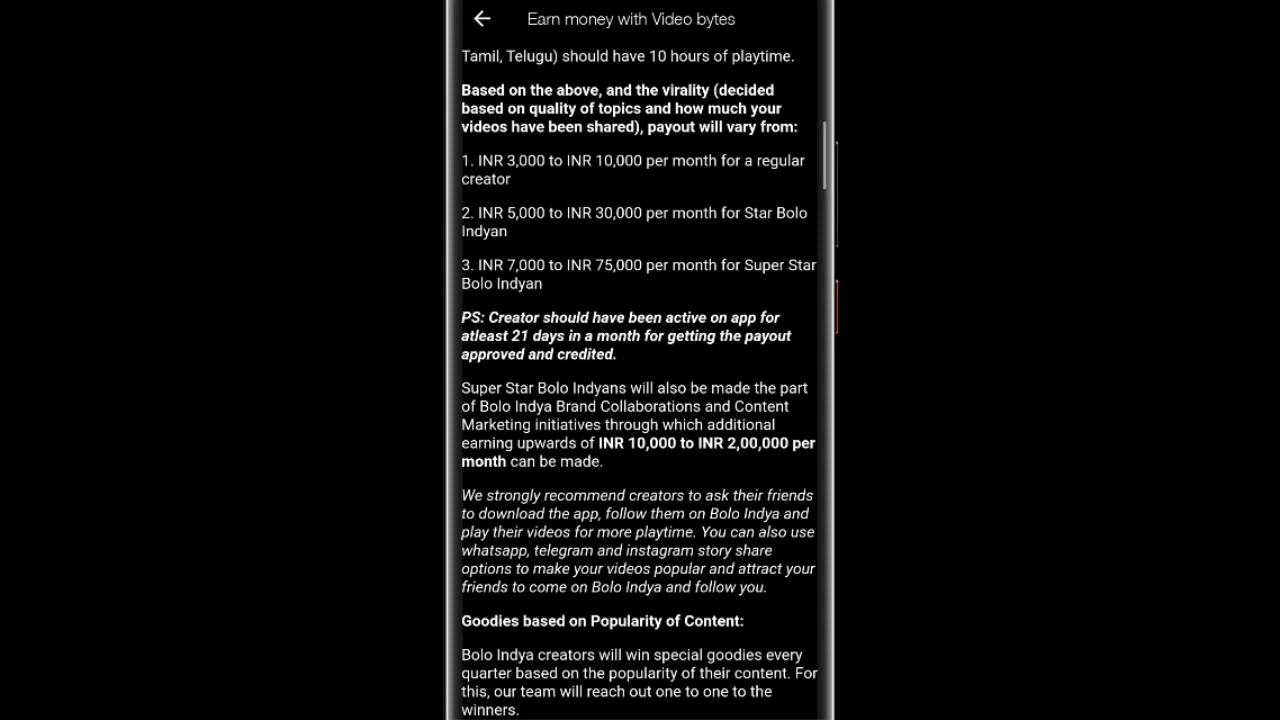 Earn money with Video bytes
Tamil, Telugu) should have 10 hours of playtime.
Based on the above, and the virality (decided
based on quality of topics and how much your
videos have been shared), payout will vary from:
1. INR 3,000 to INR 10,000 per month for a regular
creator
2. INR 5,000 to INR 30,000 per month for Star Bolo
Indyan
3. INR 7,000 to INR 75,000 per month for Super Star
Bolo Indyan
PS: Creator should have been active on app for
atleast 21 days in a month for getting the payout
approved and credited.
Super Star Bolo Indyans will also be made the part
of Bolo Indya Brand Collaborations and Content
Marketing initiatives through which additional
earning upwards of INR 10,000 to INR 2,00,000 per
month can be made.
We strongly recommend creators to ask their friends
to download the app, follow them on Bolo Indya and
play their videos for more playtime. You can also use
whatsapp, telegram and instagram story share
options to make your videos popular and attract your
friends to come on Bolo Indya and follow you.
Goodies based on Popularity of Content:
Bolo Indya creators will win special goodies every
quarter based on the popularity of their content. For
this, our team will reach out one to one to the
winners.